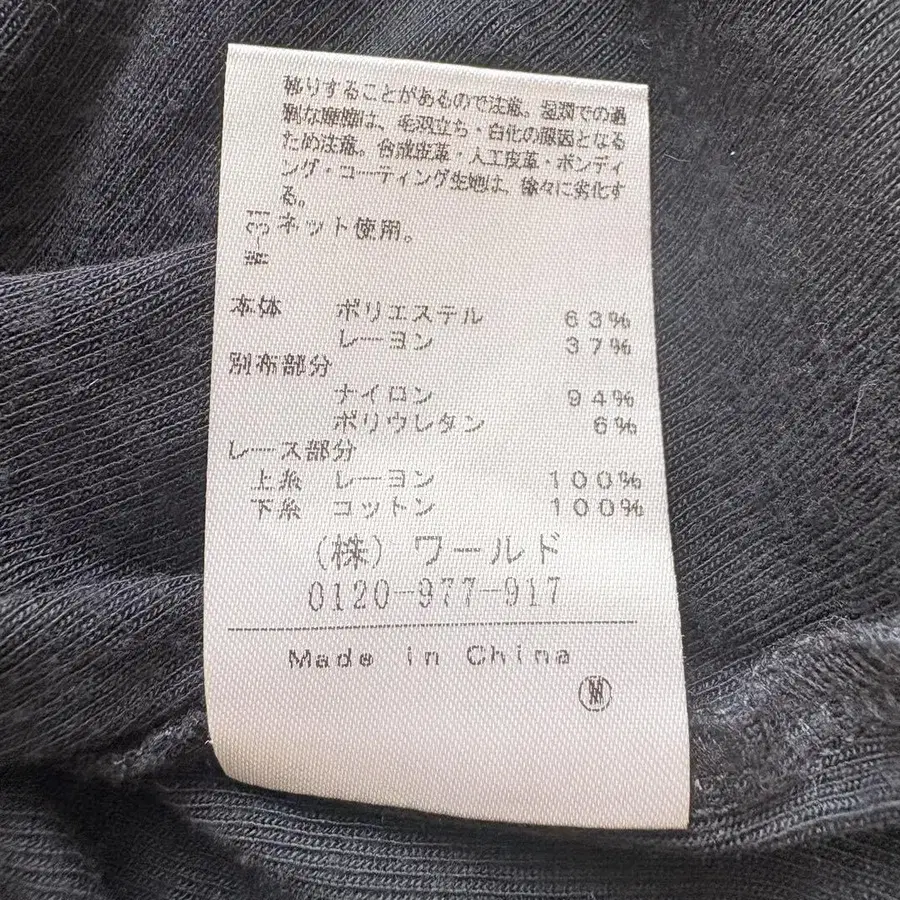 移りすることがあるので注意。湿潤での過
剰な摩擦は、毛羽立ち・白化の原因となる
ため注意。合成皮革・人工皮革・ボンディ
ング・コーティング生地は、徐々に劣化す
る。
ネット使用。
本体 ポリエステル 63%
レーヨン 37%
別布部分
ナイロン 94%
ポリウレタン 6%
レース部分
上糸 レーヨン 100%
下糸 コットン 100%
(株) ワールド
0120-977-917
Made in China